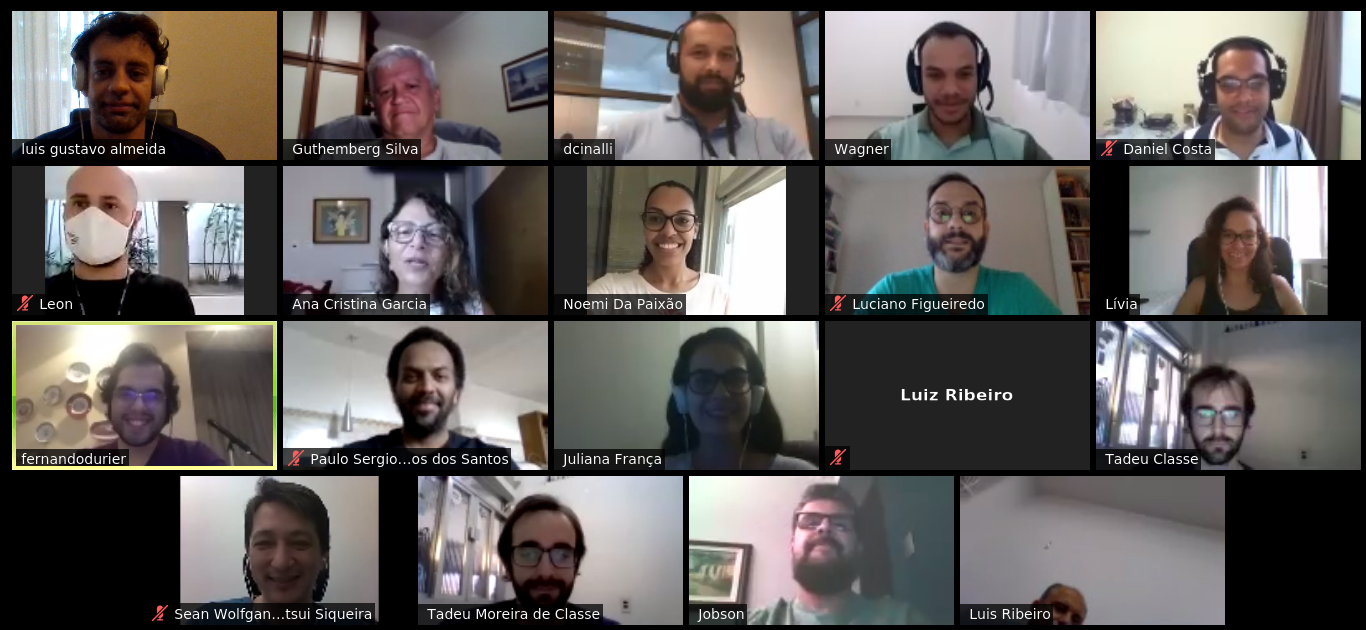 luis gustavo almeida
Guthemberg Silva
dcinalli
Wagner
Daniel Costa
Leon
Ana Cristina Garcia
Noemi Da Paixão
Luciano Figueiredo
Lívia
fernandodurier
Paulo Sergio...os dos Santos
Juliana França
Luiz Ribeiro
Tadeu Classe
Sean Wolfgan...tsui Siqueira
Tadeu Moreira de Classe
Jobson
Luis Ribeiro